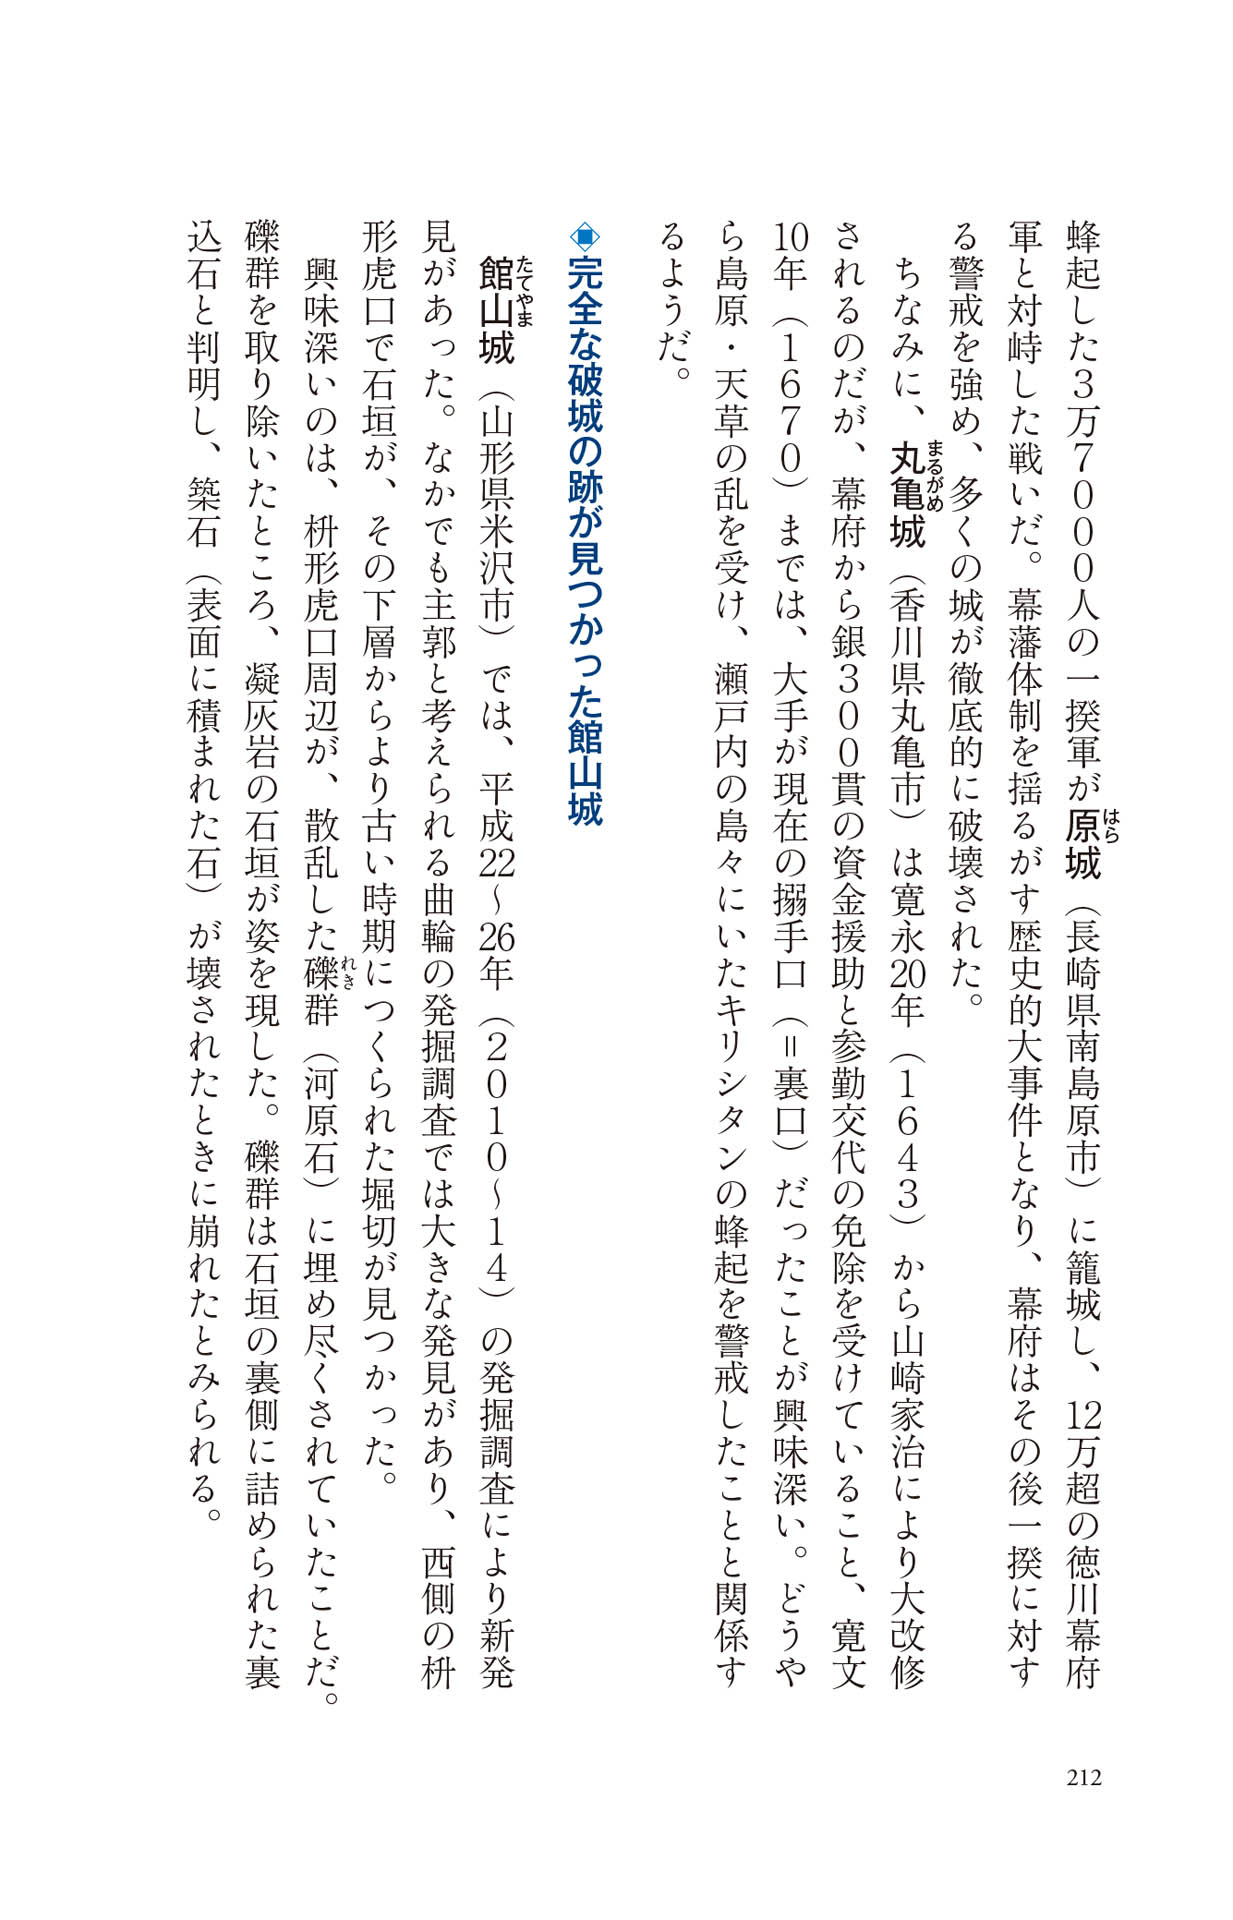 蜂起した3万7000人の一揆軍が原城（長崎県南島原市）に籠城し、12万超の徳川幕府
はら
軍と対峙した戦いだ。幕藩体制を揺るがす歴史的大事件となり、幕府はその後一揆に対す
る警戒を強め、多くの城が徹底的に破壊された。
ちなみに、丸亀城（香川県丸亀市）は寛永20年（1643）から山崎家治により大改修
まるがめ
されるのだが、幕府から銀300貫の資金援助と参勤交代の免除を受けていること、寛文
10年（1670）までは、大手が現在の搦手口（＝裏口）だったことが興味深い。どうや
ら島原・天草の乱を受け、瀬戸内の島々にいたキリシタンの蜂起を警戒したことと関係す
るようだ。
◈完全な破城の跡が見つかった館山城
館山城（山形県米沢市）では、平成22～26年（2010～14）の発掘調査により新発
たてやま
見があった。なかでも主郭と考えられる曲輪の発掘調査では大きな発見があり、西側の枡
形虎口で石垣が、その下層からより古い時期につくられた堀切が見つかった。
興味深いのは、枡形虎口周辺が、散乱した礫群（河原石）に埋め尽くされていたことだ。
れき
礫群を取り除いたところ、凝灰岩の石垣が姿を現した。礫群は石垣の裏側に詰められた裏
込石と判明し、築石（表面に積まれた石）が壊されたときに崩れたとみられる。
212